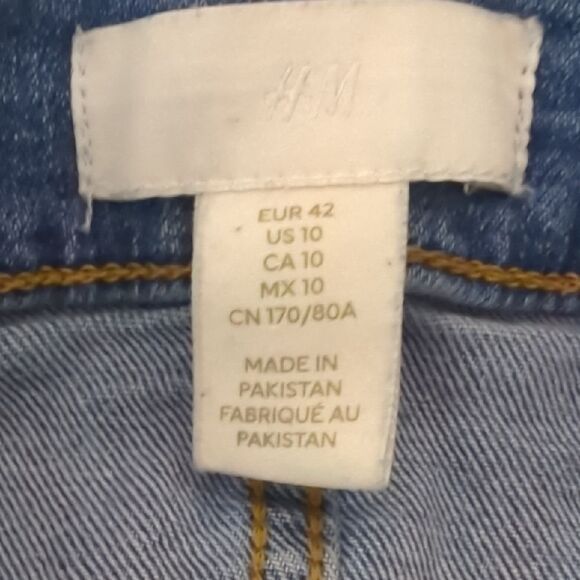 H&M
EUR 42
US 10
CA 10
MX 10
CN 170/80A
MADE IN
PAKISTAN
FABRIQUÉ AU
PAKISTAN